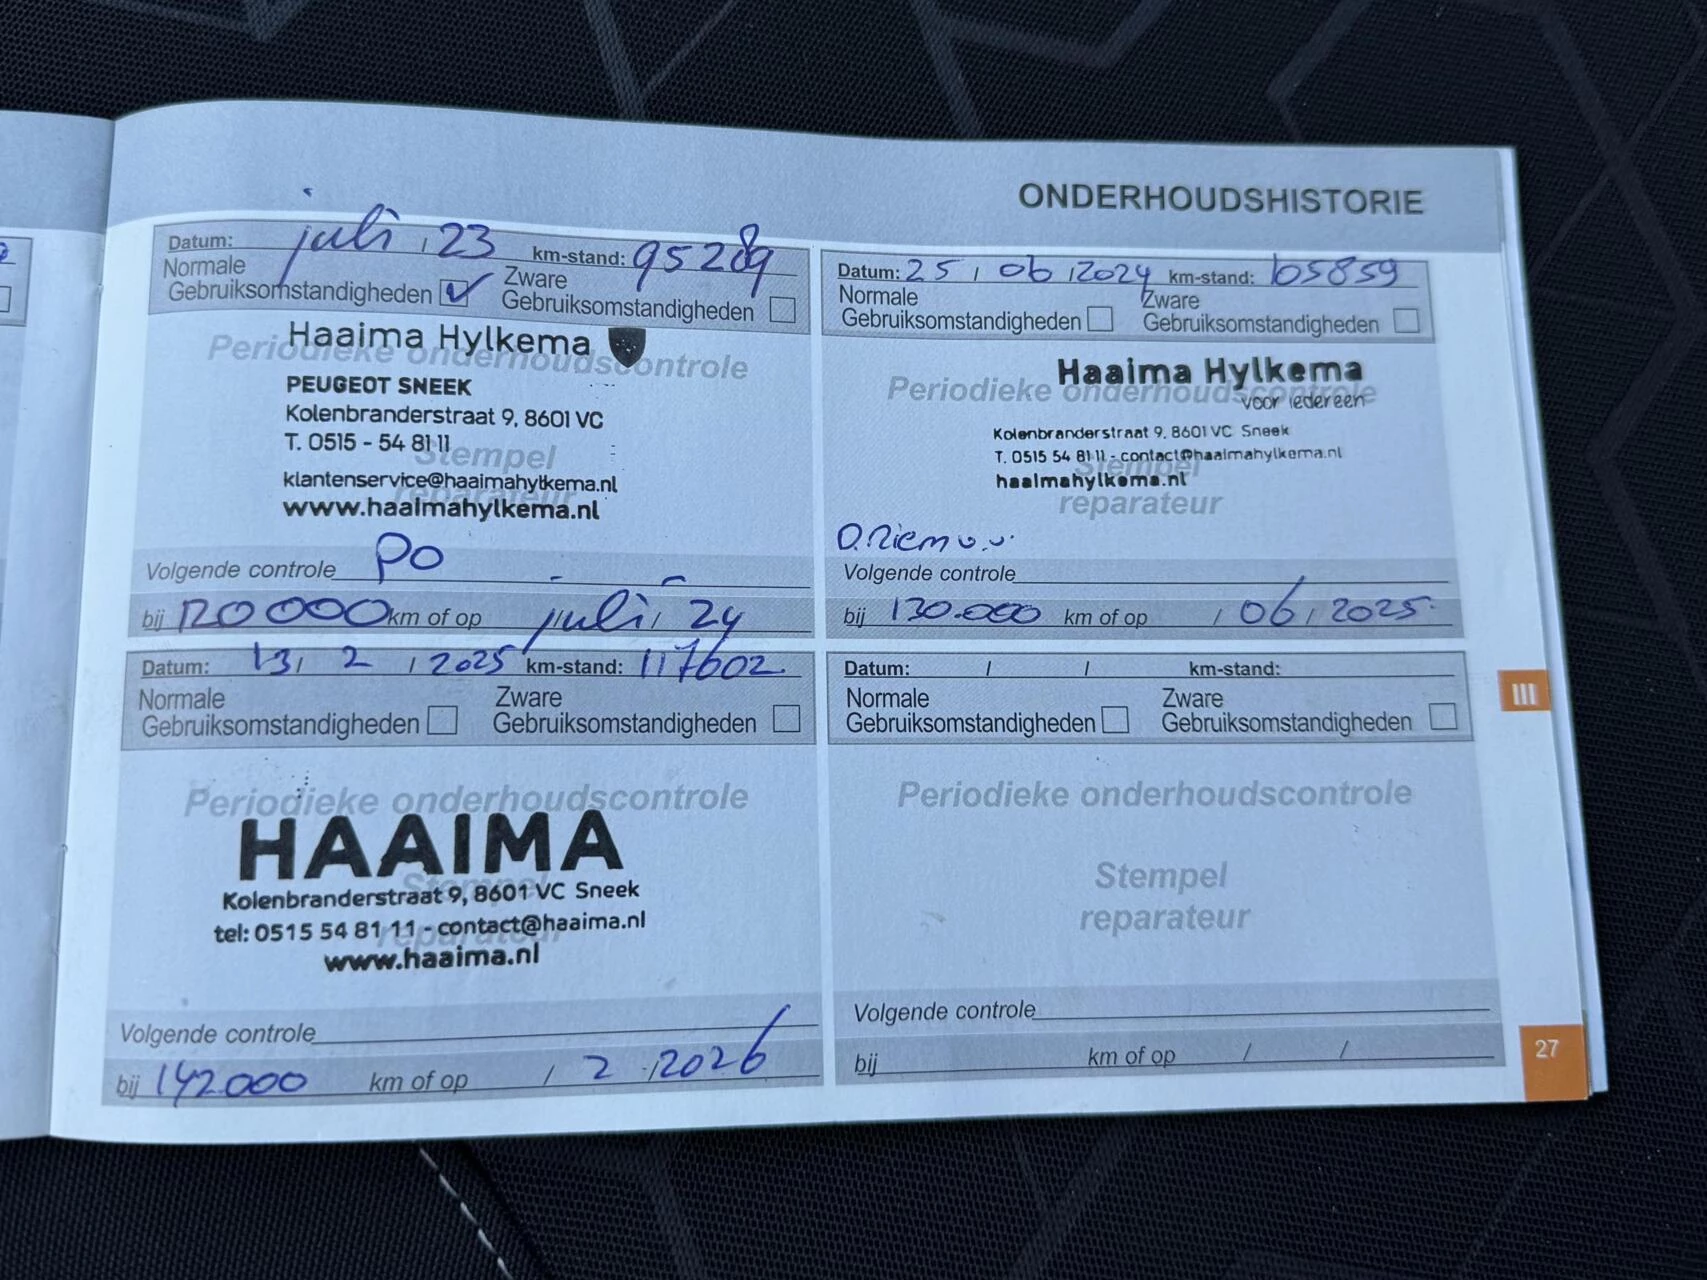 ONDERHOUDSHISTORIE
Datum: juli / 23 km-stand: 95289
Normale Gebruiksomstandigheden Zware Gebruiksomstandigheden
Haaima Hylkema
Periodieke onderhoudscontrole
PEUGEOT SNEEK
Kolenbranderstraat 9, 8601 VC
T. 0515 - 54 81 11
Stempel
klantenservice@haaimahylkema.nl
reparateur
www.haaimahylkema.nl
Volgende controle PO
bij 120000 km of op juli / 24
Datum: 25 / 06 / 2024 km-stand: 105859
Normale Gebruiksomstandigheden Zware Gebruiksomstandigheden
Haaima Hylkema
Periodieke onderhoudscontrole
voor iedereen
Kolenbranderstraat 9, 8601 VC Sneek
T. 0515 54 81 11 - contact@haaimahylkema.nl
Stempel
haaimahylkema.nl
reparateur
Volgende controle
bij 130.000 km of op / 06 / 2025
Datum: 13 / 2 / 2025 km-stand: 117602
Normale Gebruiksomstandigheden Zware Gebruiksomstandigheden
Periodieke onderhoudscontrole
HAAIMA
Stempel
Kolenbranderstraat 9, 8601 VC Sneek
tel: 0515 54 81 11 - contact@haaima.nl
reparateur
www.haaima.nl
Volgende controle
bij 142.000 km of op / 2 / 2026
Datum: / / km-stand:
Normale Gebruiksomstandigheden Zware Gebruiksomstandigheden
Periodieke onderhoudscontrole
Stempel
reparateur
Volgende controle
bij km of op / /
III
27